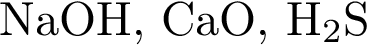 NaOH, CaO, H₂S